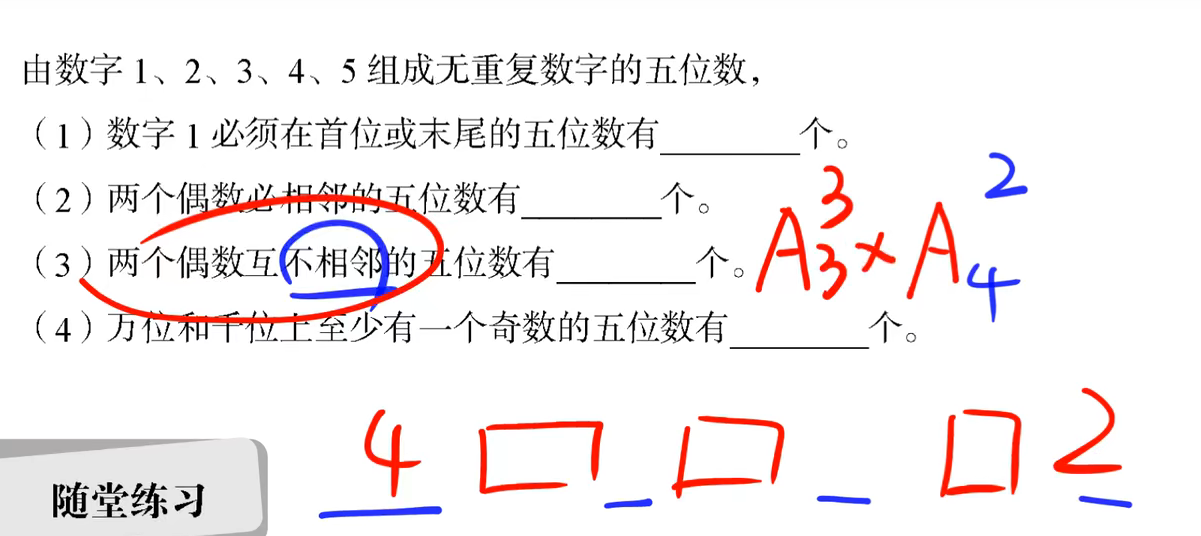 由数字 1、2、3、4、5 组成无重复数字的五位数，
（1）数字 1 必须在首位或末尾的五位数有________个。
（2）两个偶数必相邻的五位数有________个。
（3）两个偶数互不相邻的五位数有________个。
A³₃×A²₄
（4）万位和千位上至少有一个奇数的五位数有________个。
4 □ □ □ 2
随堂练习